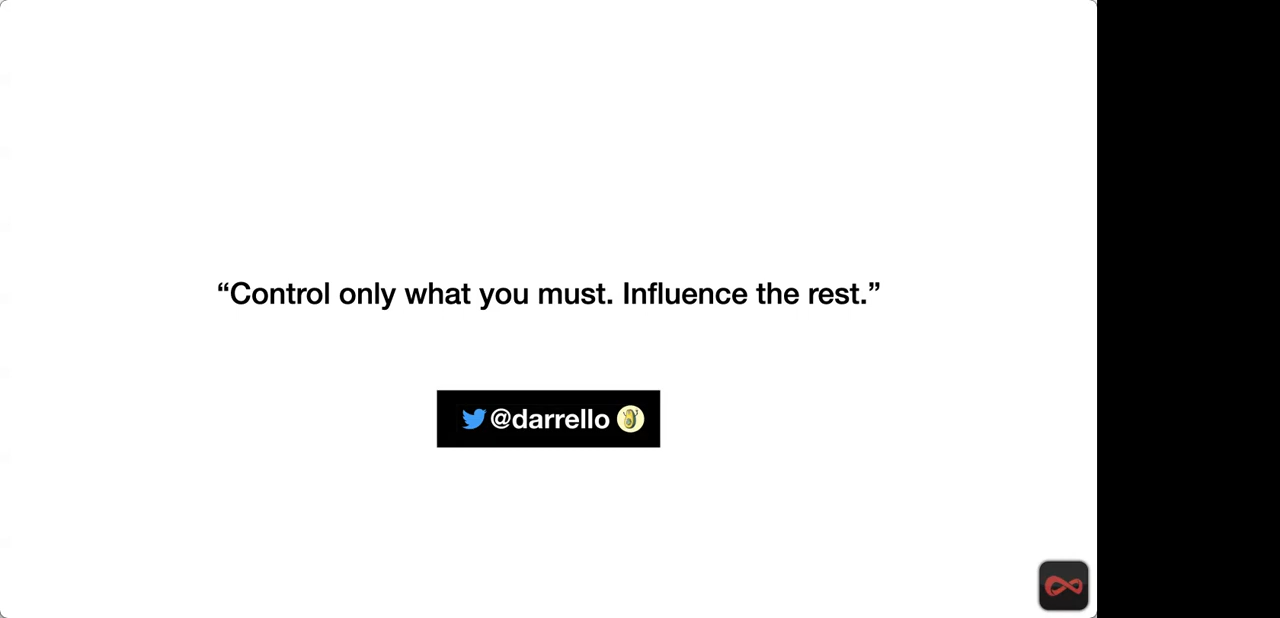 “Control only what you must. Influence the rest.”
@darrello